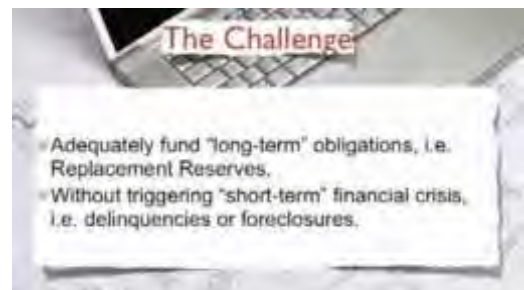 The Challenge
Adequately fund "long-term" obligations, i.e.
Replacement Reserves.
Without triggering "short-term" financial crisis,
i.e. delinquencies or foreclosures.